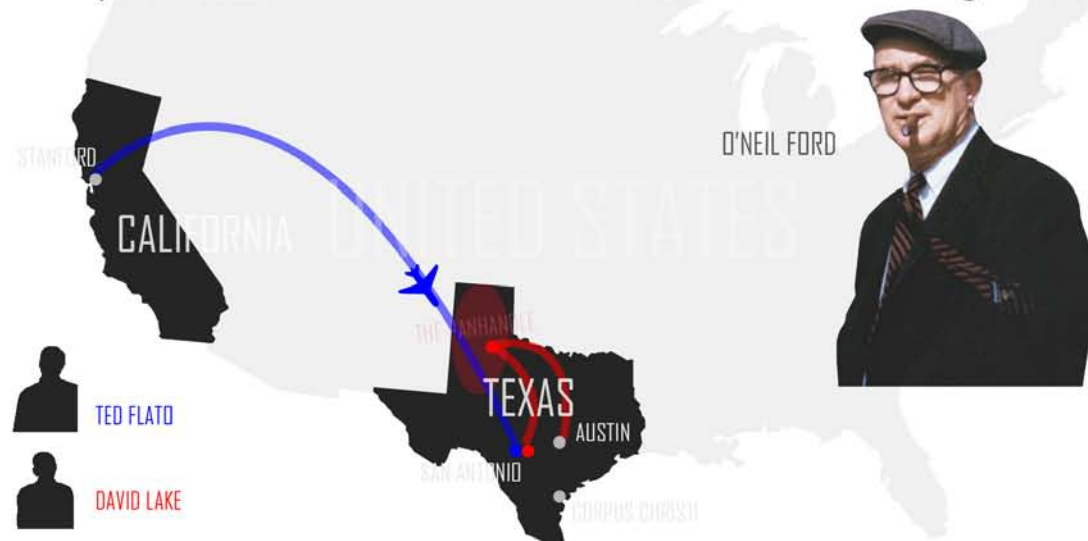 O'NEIL FORD
STANFORD
CALIFORNIA
UNITED STATES
THE PANHANDLE
TEXAS
AUSTIN
SAN ANTONIO
CORPUS CHRISTI
TED FLATO
DAVID LAKE